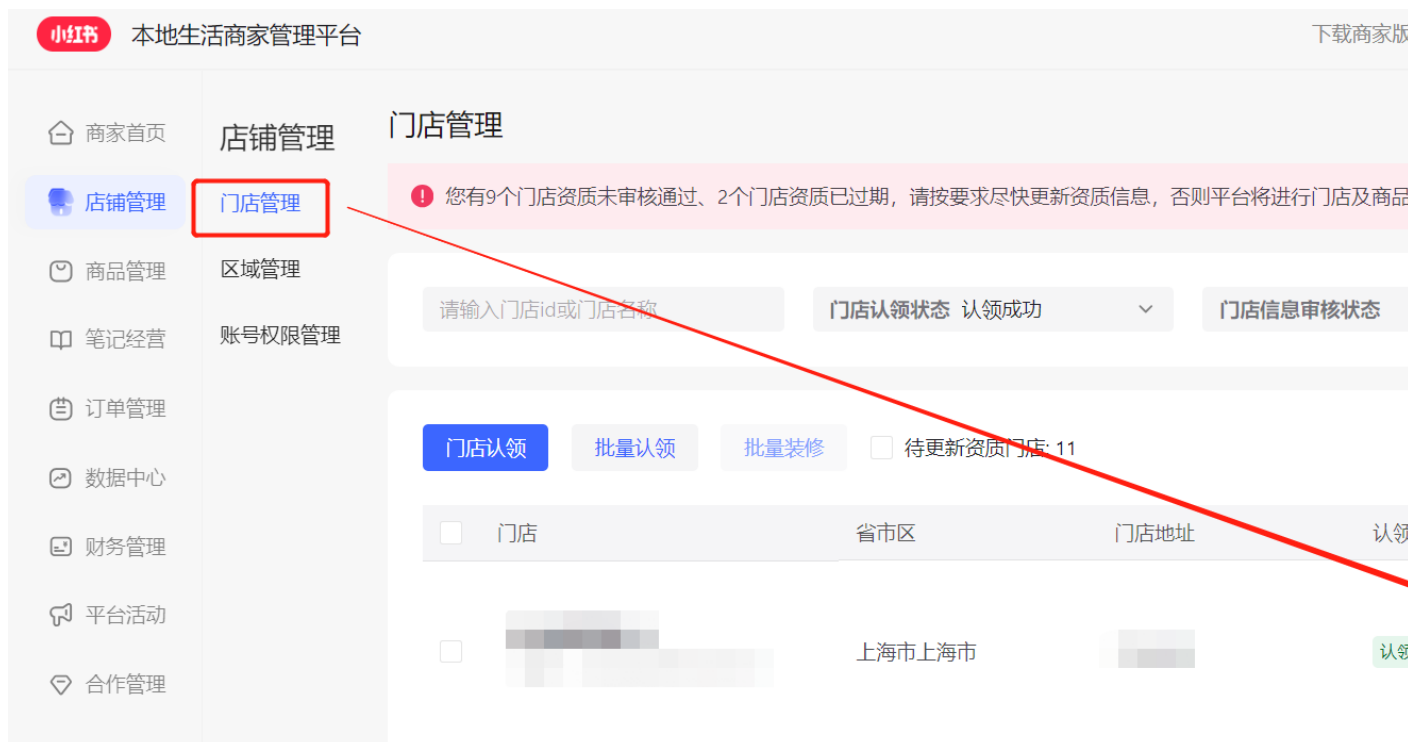 小红书 本地生活商家管理平台
下载商家版
商家首页
店铺管理
商品管理
笔记经营
订单管理
数据中心
财务管理
平台活动
合作管理
店铺管理
门店管理
区域管理
账号权限管理
门店管理
您有9个门店资质未审核通过、2个门店资质已过期，请按要求尽快更新资质信息，否则平台将进行门店及商品
请输入门店id或门店名称 门店认领状态 认领成功 门店信息审核状态
门店认领 批量认领 批量装修 待更新资质门店: 11
门店 省市区 门店地址 认领
上海市上海市 认领